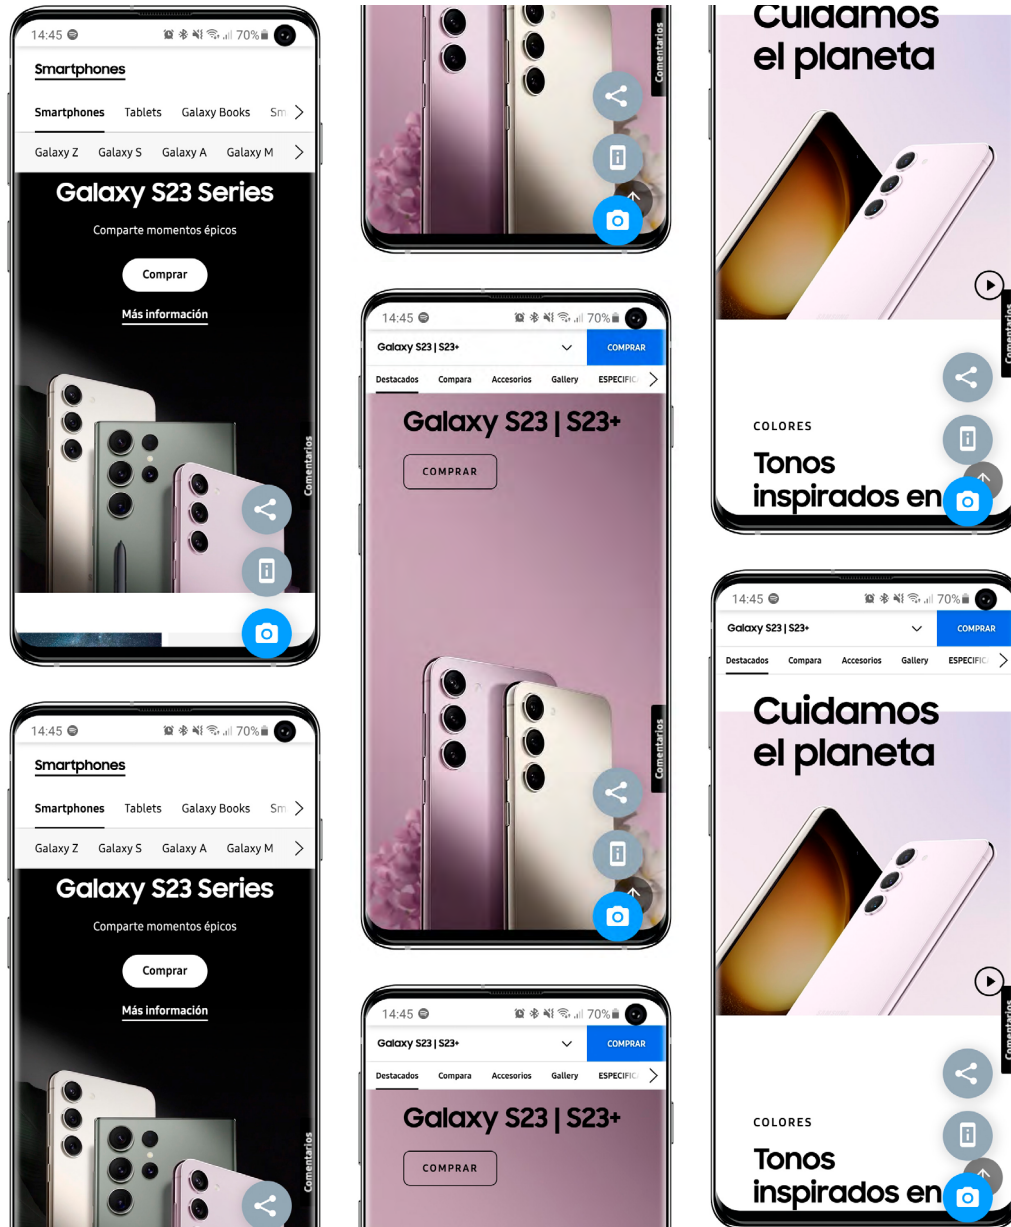 14:45 70%
Smartphones
Smartphones Tablets Galaxy Books Sm
Galaxy Z Galaxy S Galaxy A Galaxy M
Galaxy S23 Series
Comparte momentos épicos
Comprar
Más información
Comentarios
14:45 70%
Smartphones
Smartphones Tablets Galaxy Books Sm
Galaxy Z Galaxy S Galaxy A Galaxy M
Galaxy S23 Series
Comparte momentos épicos
Comprar
Más información
Comentarios
Comentarios
14:45 70%
Galaxy S23 | S23+ COMPRAR
Destacados Compara Accesorios Gallery ESPECIFIC
Galaxy S23 | S23+
COMPRAR
Comentarios
14:45 70%
Galaxy S23 | S23+ COMPRAR
Destacados Compara Accesorios Gallery ESPECIFIC
Galaxy S23 | S23+
COMPRAR
Cuidamos
el planeta
Comentarios
COLORES
Tonos
inspirados en
14:45 70%
Galaxy S23 | S23+ COMPRAR
Destacados Compara Accesorios Gallery ESPECIFIC
Cuidamos
el planeta
Comentarios
COLORES
Tonos
inspirados en